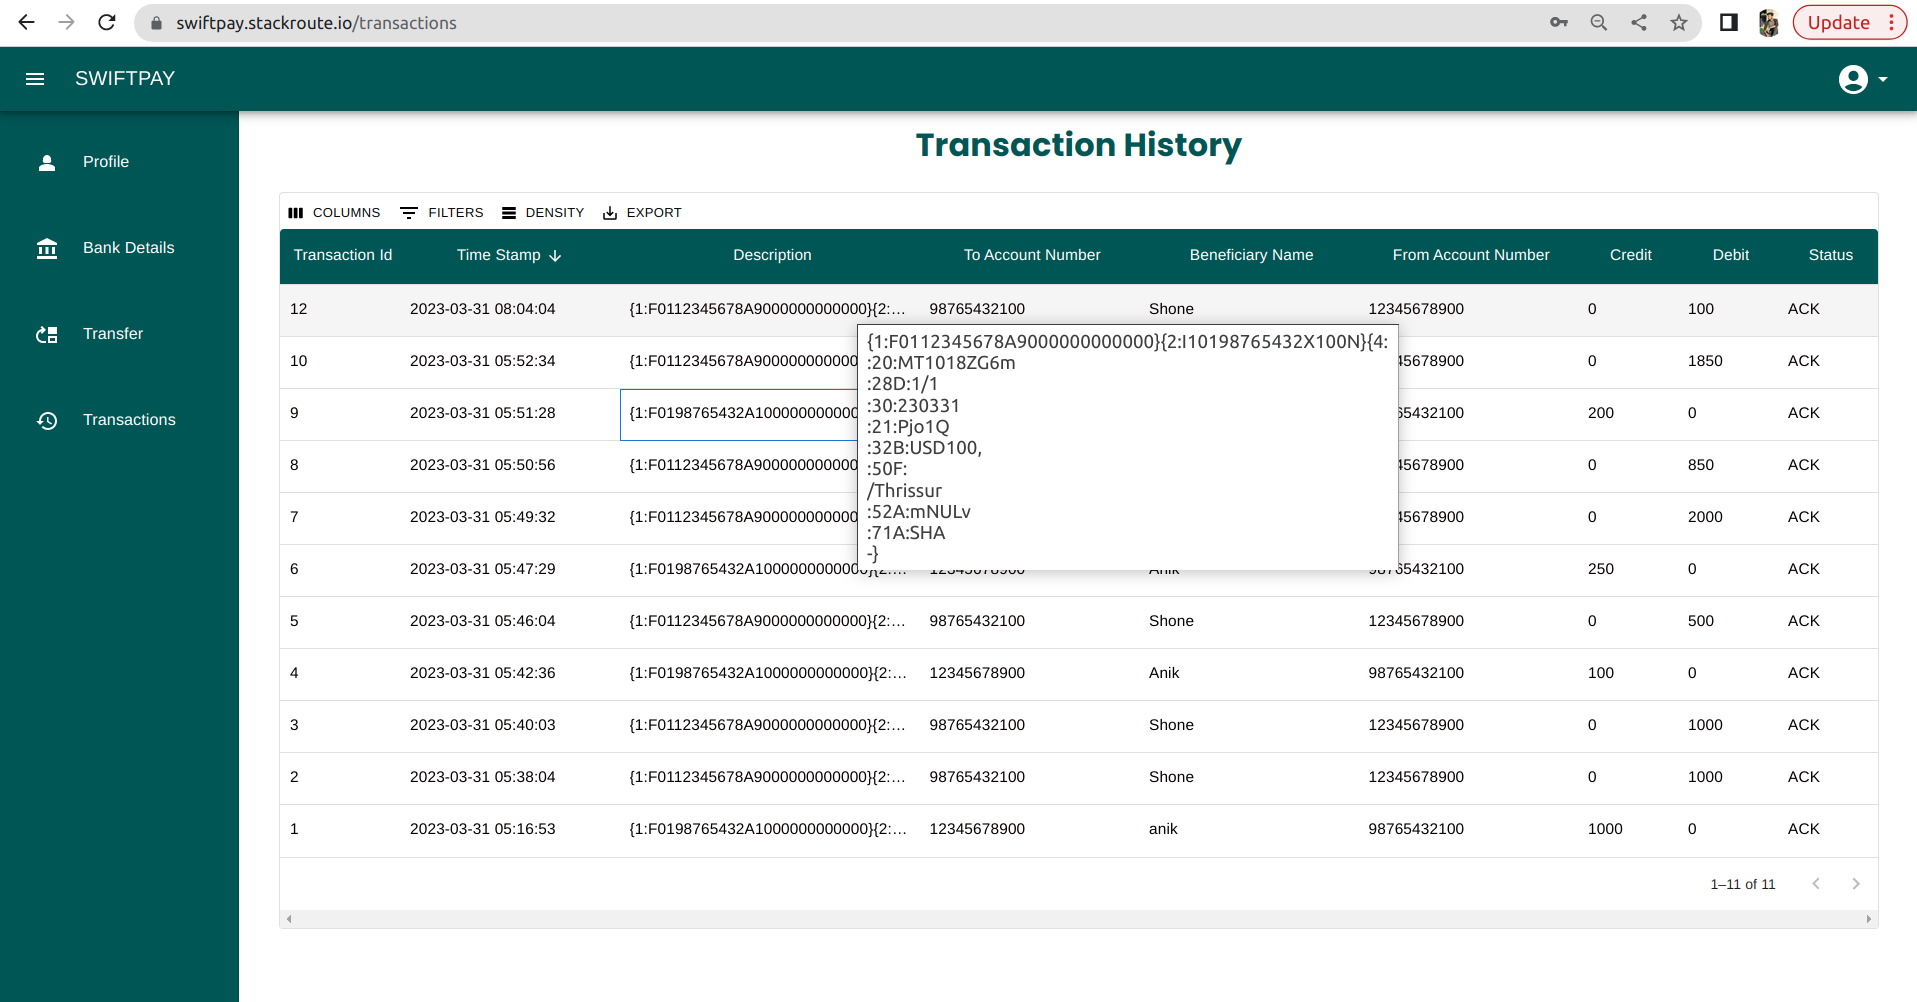 swiftpay.stackroute.io/transactions
Update
SWIFTPAY
Profile
Bank Details
Transfer
Transactions
Transaction History
COLUMNS FILTERS DENSITY EXPORT
Transaction Id Time Stamp Description To Account Number Beneficiary Name From Account Number Credit Debit Status
12 2023-03-31 08:04:04 {1:F0112345678A9000000000000}{2:... 98765432100 Shone 12345678900 0 100 ACK
10 2023-03-31 05:52:34 {1:F0112345678A900000000000 45678900 0 1850 ACK
9 2023-03-31 05:51:28 {1:F0198765432A100000000000 65432100 200 0 ACK
8 2023-03-31 05:50:56 {1:F0112345678A900000000000 45678900 0 850 ACK
7 2023-03-31 05:49:32 {1:F0112345678A900000000000 45678900 0 2000 ACK
6 2023-03-31 05:47:29 {1:F0198765432A1000000000000}{2:... 12345678900 Anik 98765432100 250 0 ACK
5 2023-03-31 05:46:04 {1:F0112345678A9000000000000}{2:... 98765432100 Shone 12345678900 0 500 ACK
4 2023-03-31 05:42:36 {1:F0198765432A1000000000000}{2:... 12345678900 Anik 98765432100 100 0 ACK
3 2023-03-31 05:40:03 {1:F0112345678A9000000000000}{2:... 98765432100 Shone 12345678900 0 1000 ACK
2 2023-03-31 05:38:04 {1:F0112345678A9000000000000}{2:... 98765432100 Shone 12345678900 0 1000 ACK
1 2023-03-31 05:16:53 {1:F0198765432A1000000000000}{2:... 12345678900 anik 98765432100 1000 0 ACK
{1:F0112345678A9000000000000}{2:I10198765432X100N}{4:
:20:MT1018ZG6m
:28D:1/1
:30:230331
:21:Pjo1Q
:32B:USD100,
:50F:
/Thrissur
:52A:mNULv
:71A:SHA
-}
1–11 of 11